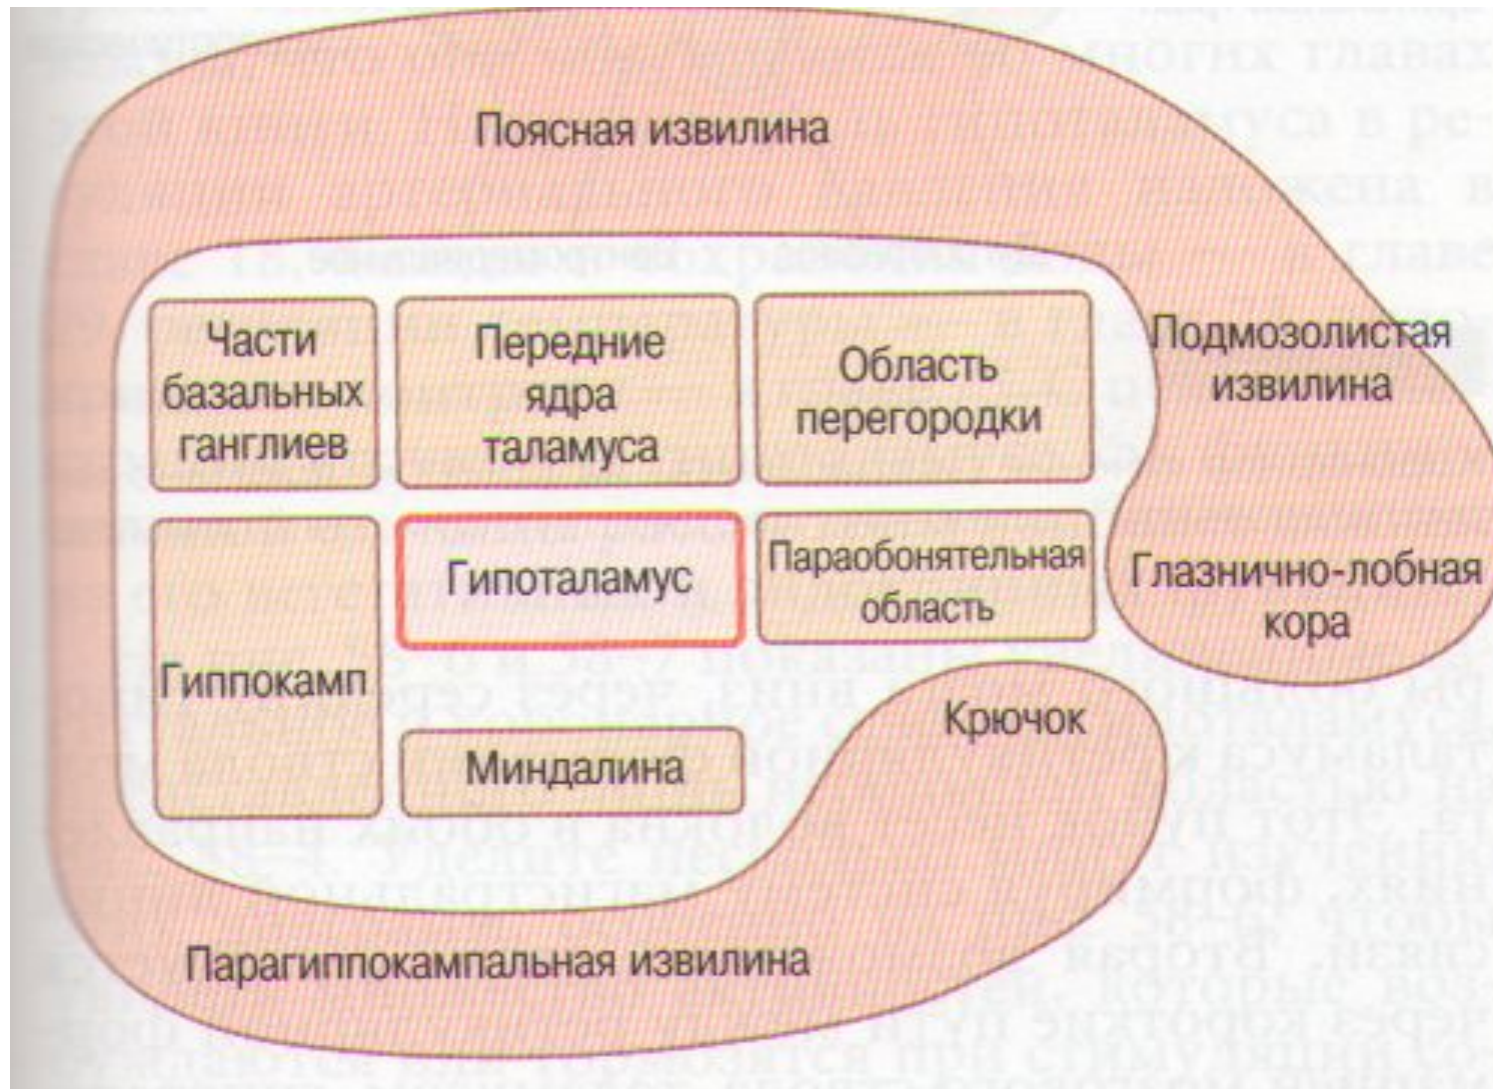 Поясная извилина
Части
базальных
ганглиев
Передние
ядра
таламуса
Область
перегородки
Подмозолистая
извилина
Гиппокамп
Гипоталамус
Параобонятельная
область
Глазнично-лобная
кора
Миндалина
Крючок
Парагиппокампальная извилина